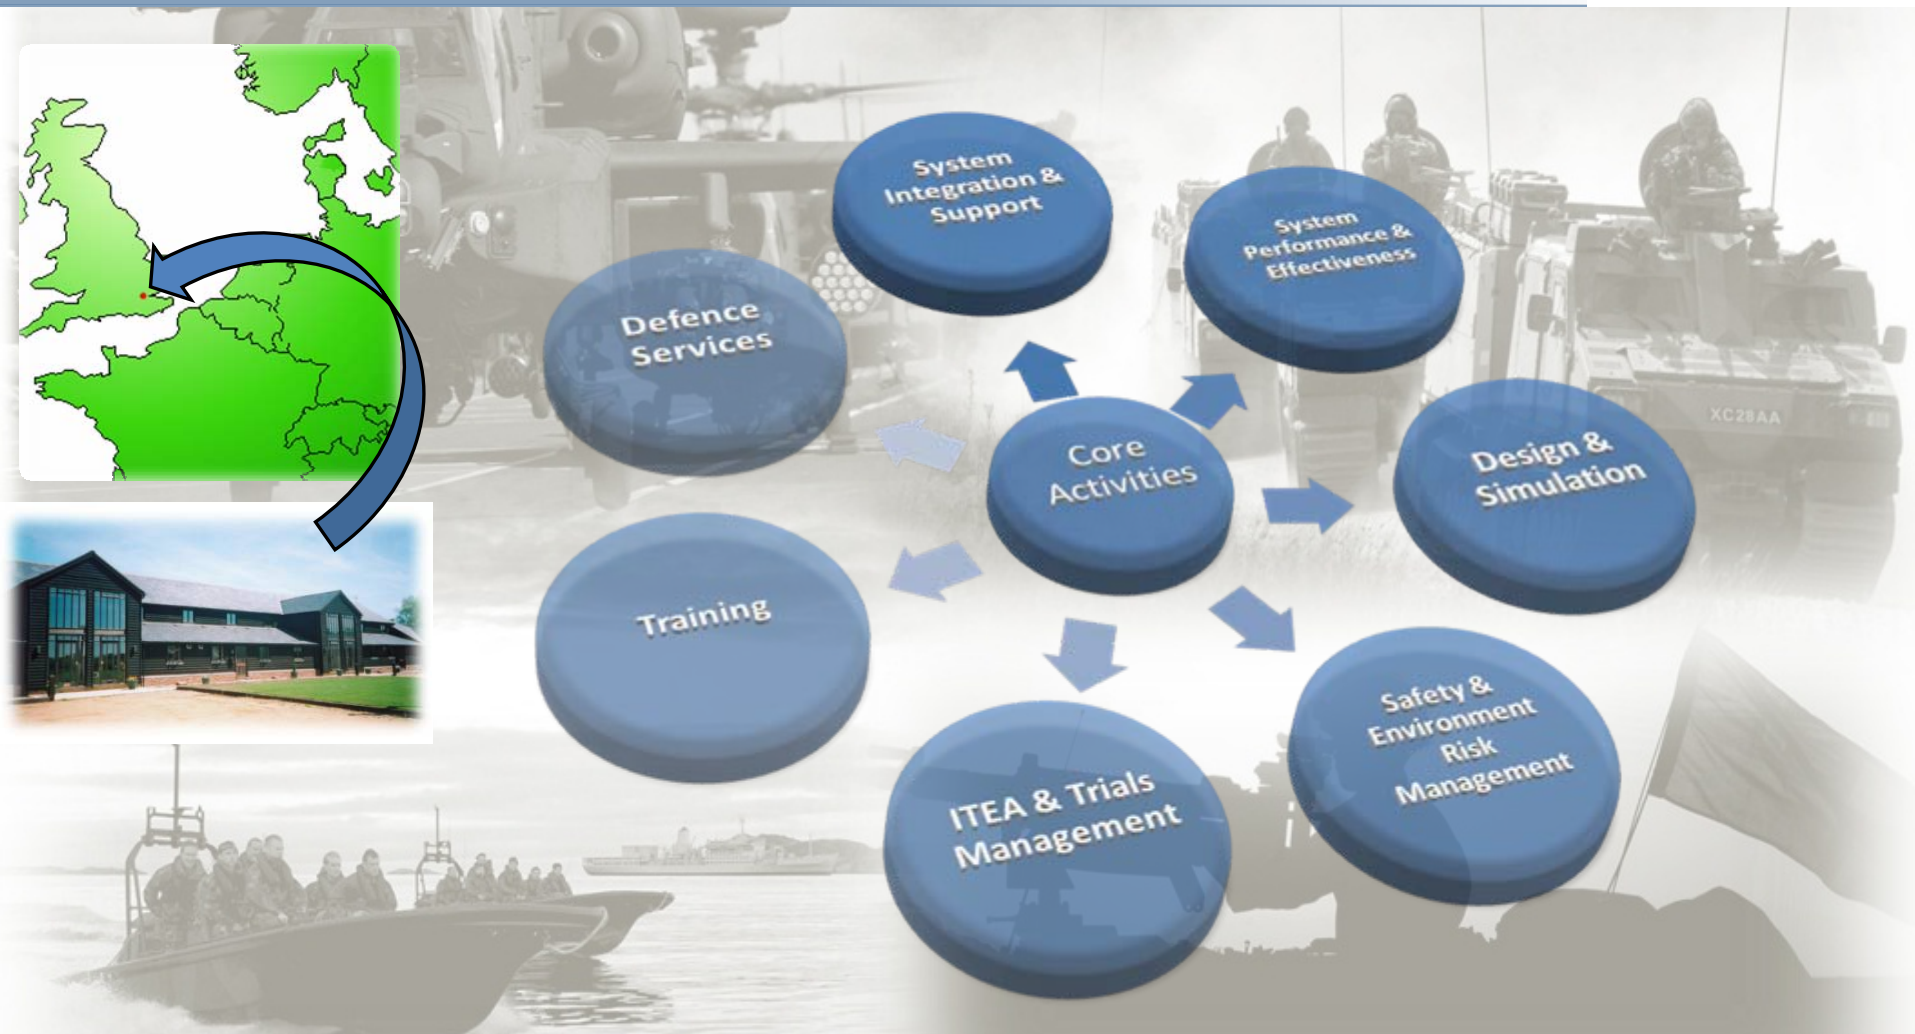 System
Integration &
Support
System
Performance &
Effectiveness
Defence
Services
Core
Activities
Design &
Simulation
XC28AA
Training
Safety &
Environment
Risk
Management
ITEA & Trials
Management